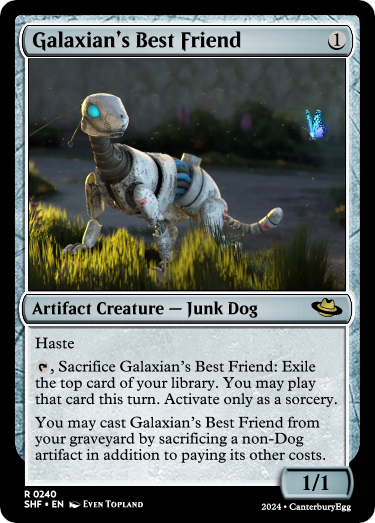 Galaxian's Best Friend 1
Artifact Creature — Junk Dog
Haste
, Sacrifice Galaxian's Best Friend: Exile
the top card of your library. You may play
that card this turn. Activate only as a sorcery.
You may cast Galaxian's Best Friend from
your graveyard by sacrificing a non-Dog
artifact in addition to paying its other costs.
1/1
R 0240
SHF • EN Even Topland
2024 • CanterburyEgg